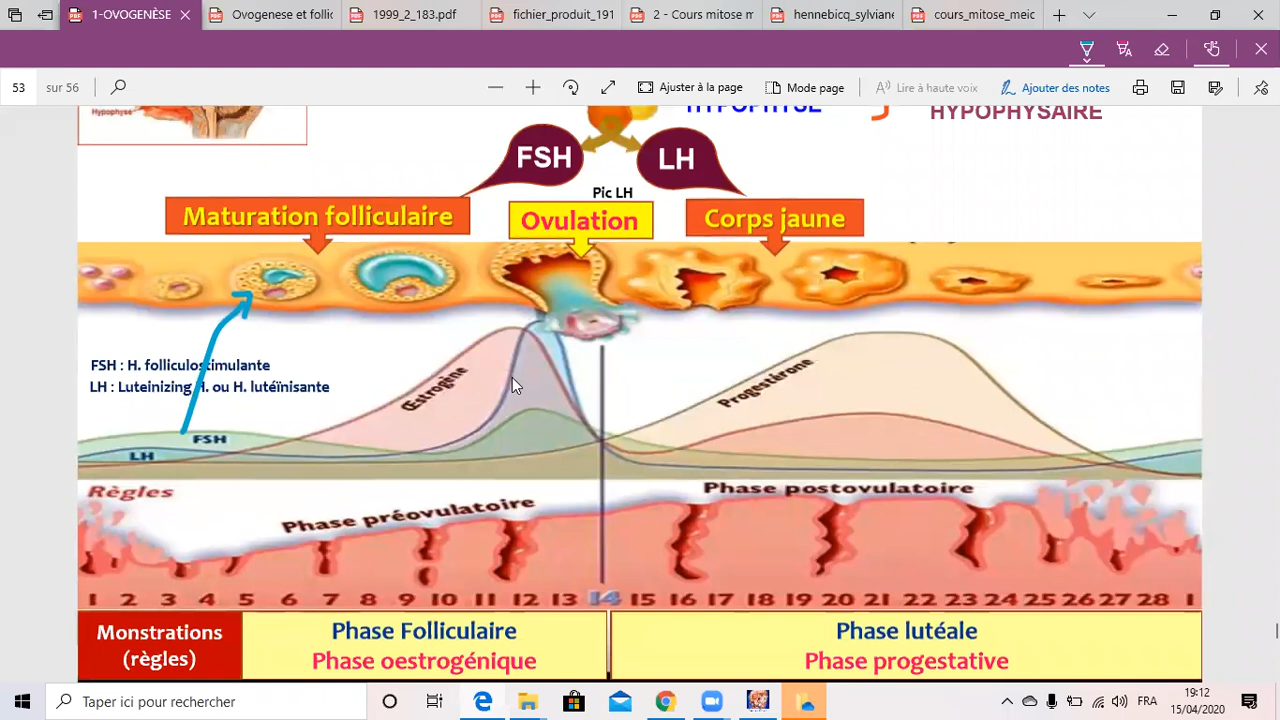 1-OVOGENÈSE
Ovogenese et follic
1999_2_183.pdf
fichier_produit_191
2 - Cours mitose m
hennebicq_sylviane
cours_mitose_meic
53 sur 56
Ajuster à la page
Mode page
Lire à haute voix
Ajouter des notes
Hypophyse
HYPOPHYSE
HYPOPHYSAIRE
FSH
LH
Pic LH
Maturation folliculaire
Ovulation
Corps jaune
FSH : H. folliculostimulante
LH : Luteinizing H. ou H. lutéïnisante
Œstrogène
Progestérone
FSH
LH
Règles
Phase préovulatoire
Phase postovulatoire
1 2 3 4 5 6 7 8 9 10 11 12 13 14 15 16 17 18 19 20 21 22 23 24 25 26 27 28 1
Monstrations
(règles)
Phase Folliculaire
Phase oestrogénique
Phase lutéale
Phase progestative
Taper ici pour rechercher
FRA
19:12
15/04/2020